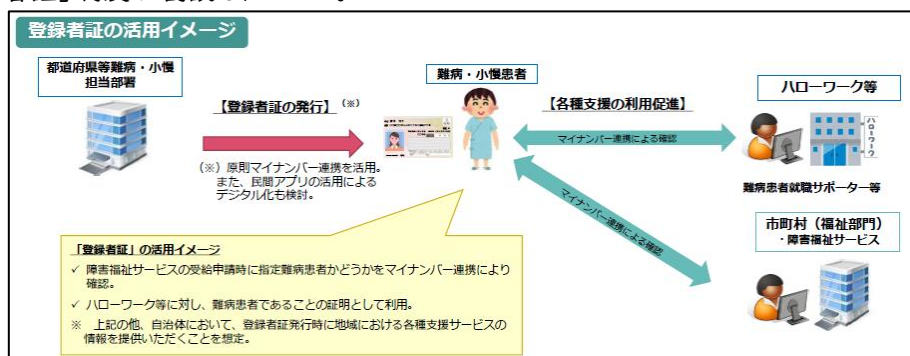 登録者証の活用イメージ
都道府県等難病・小慢
担当部署
難病・小慢患者
ハローワーク等
【登録者証の発行】（※）
【各種支援の利用促進】
マイナンバー連携による確認
ハローワーク
（※）原則マイナンバー連携を活用。
また、民間アプリの活用による
デジタル化も検討。
難病患者就職サポーター等
マイナンバー連携による確認
市町村（福祉部門）
・障害福祉サービス
「登録者証」の活用イメージ
✓ 障害福祉サービスの受給申請時に指定難病患者かどうかをマイナンバー連携により
確認。
✓ ハローワーク等に対し、難病患者であることの証明として利用。
※ 上記の他、自治体において、登録者証発行時に地域における各種支援サービスの
情報を提供いただくことを想定。